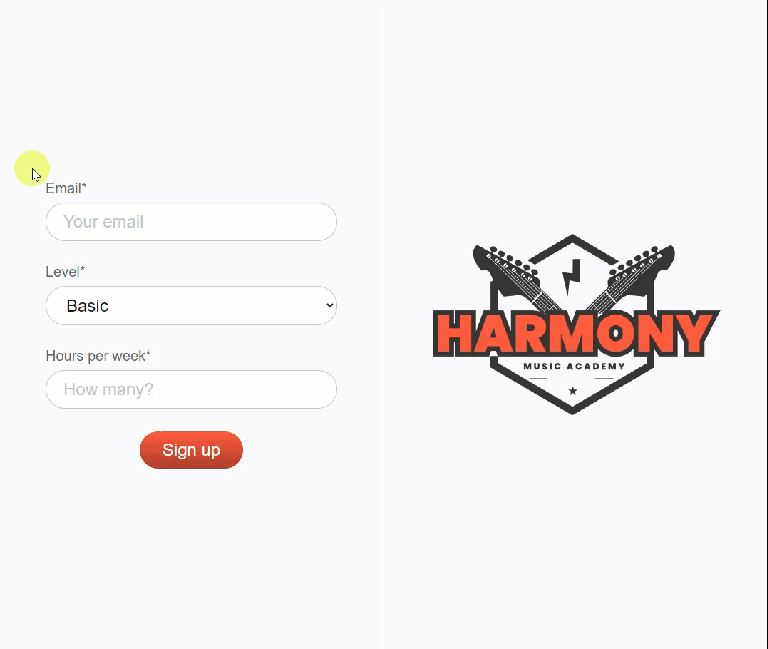 Email*
Your email
Level*
Basic
Hours per week*
How many?
Sign up
HARMONY
MUSIC ACADEMY